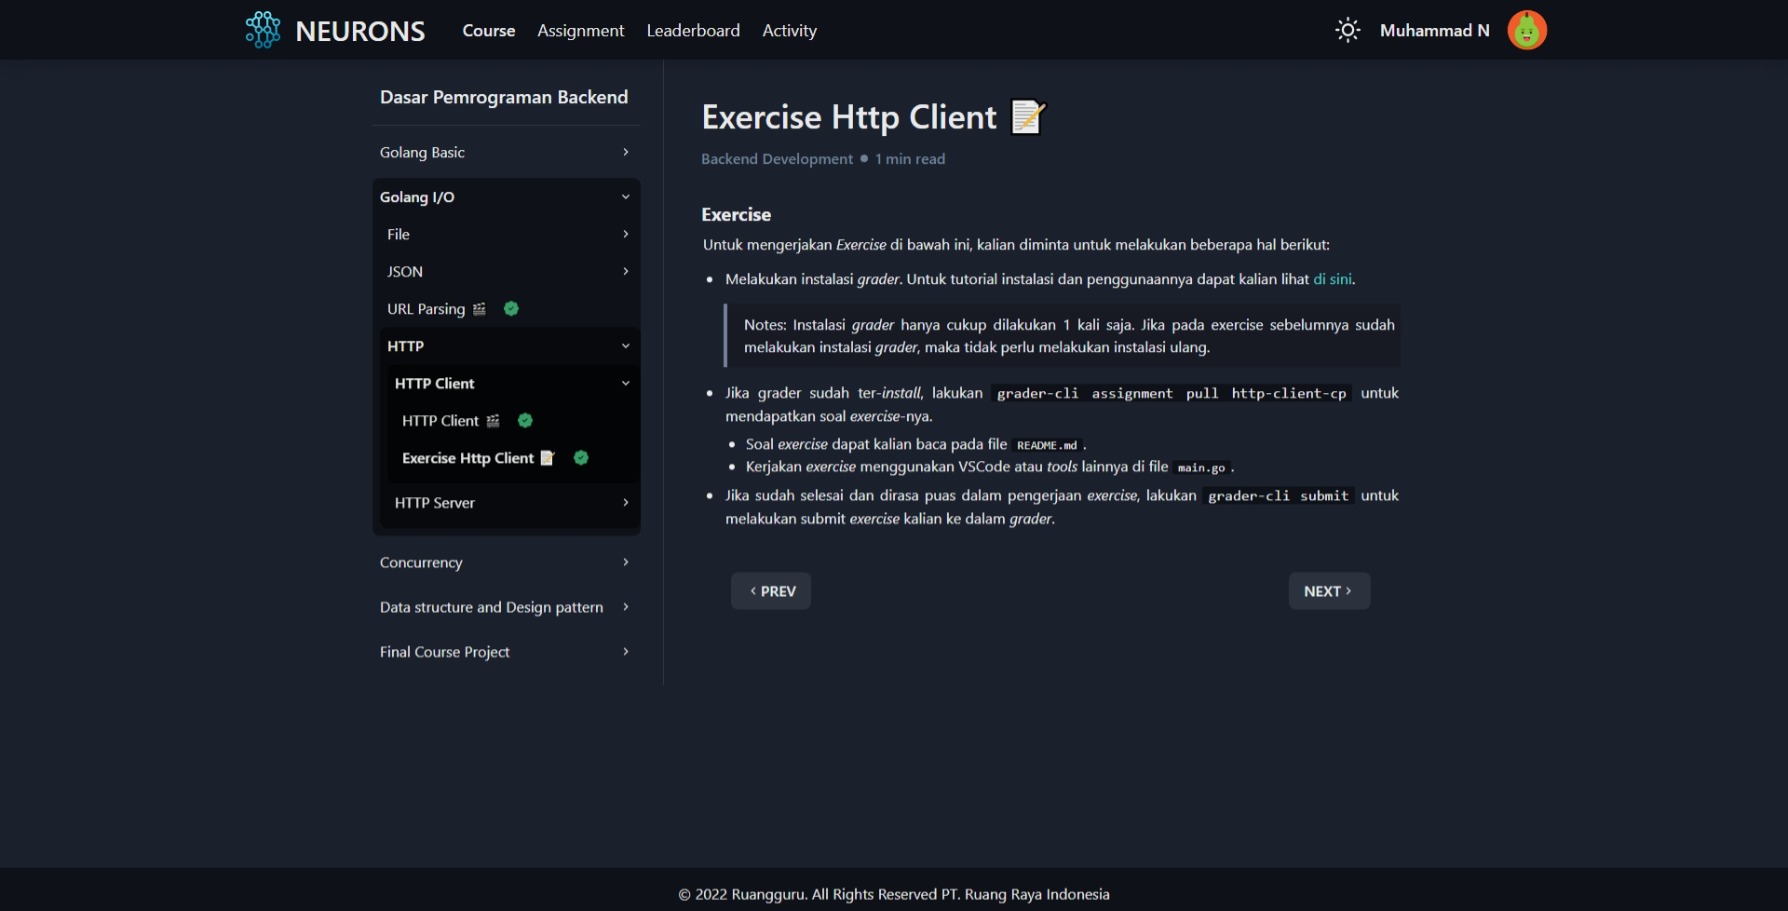 NEURONS
Course
Assignment
Leaderboard
Activity
Muhammad N
Dasar Pemrograman Backend
Golang Basic
Golang I/O
File
JSON
URL Parsing
HTTP
HTTP Client
HTTP Client
Exercise Http Client
HTTP Server
Concurrency
Data structure and Design pattern
Final Course Project
Exercise Http Client
Backend Development • 1 min read
Exercise
Untuk mengerjakan Exercise di bawah ini, kalian diminta untuk melakukan beberapa hal berikut:
• Melakukan instalasi grader. Untuk tutorial instalasi dan penggunaannya dapat kalian lihat di sini.
Notes: Instalasi grader hanya cukup dilakukan 1 kali saja. Jika pada exercise sebelumnya sudah
melakukan instalasi grader, maka tidak perlu melakukan instalasi ulang.
• Jika grader sudah ter-install, lakukan grader-cli assignment pull http-client-cp untuk
mendapatkan soal exercise-nya.
• Soal exercise dapat kalian baca pada file README.md.
• Kerjakan exercise menggunakan VSCode atau tools lainnya di file main.go.
• Jika sudah selesai dan dirasa puas dalam pengerjaan exercise, lakukan grader-cli submit untuk
melakukan submit exercise kalian ke dalam grader.
‹ PREV
NEXT ›
© 2022 Ruangguru. All Rights Reserved PT. Ruang Raya Indonesia